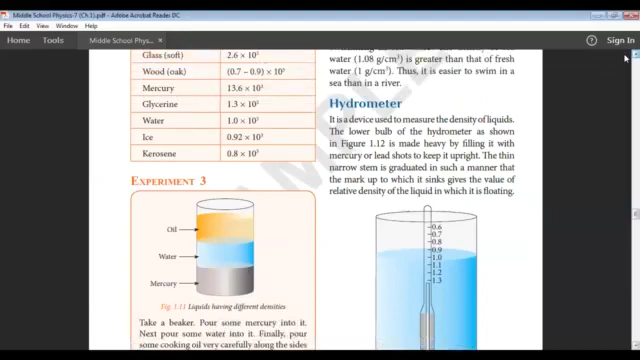 Middle School Physics-7 (Ch 1).pdf - Adobe Acrobat Reader DC
File Edit View Window Help
Home Tools Middle School Physi... × Sign In
Glass (soft) 2.6 × 10³
Wood (oak) (0.7 – 0.9) × 10³
Mercury 13.6 × 10³
Glycerine 1.3 × 10³
Water 1.0 × 10³
Ice 0.92 × 10³
Kerosene 0.8 × 10³
EXPERIMENT 3
Oil
Water
Mercury
Fig. 1.11 Liquids having different densities
Take a beaker. Pour some mercury into it.
Next pour some water into it. Finally, pour
some cooking oil very carefully along the sides
water (1.08 g/cm³) is greater than that of fresh
water (1 g/cm³). Thus, it is easier to swim in a
sea than in a river.
Hydrometer
It is a device used to measure the density of liquids.
The lower bulb of the hydrometer as shown
in Figure 1.12 is made heavy by filling it with
mercury or lead shots to keep it upright. The thin
narrow stem is graduated in such a manner that
the mark up to which it sinks gives the value of
relative density of the liquid in which it is floating.
0.6
0.7
0.8
0.9
1.0
1.1
1.2
1.3